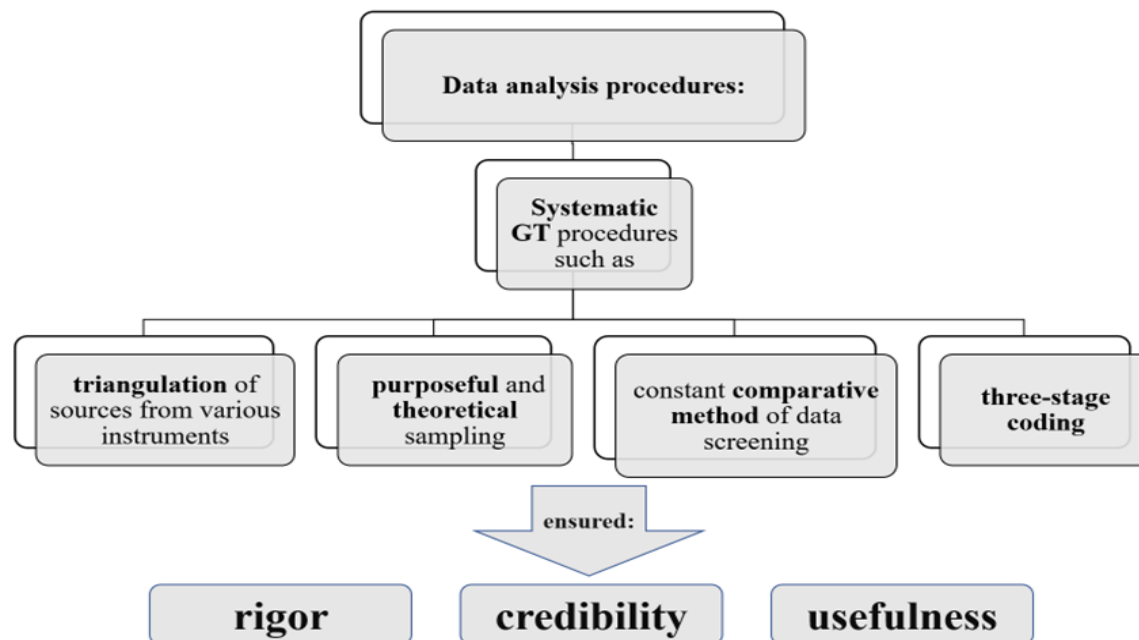 Data analysis procedures:
Systematic
GT procedures
such as
triangulation of
sources from various
instruments
purposeful and
theoretical
sampling
constant comparative
method of data
screening
three-stage
coding
ensured:
rigor
credibility
usefulness